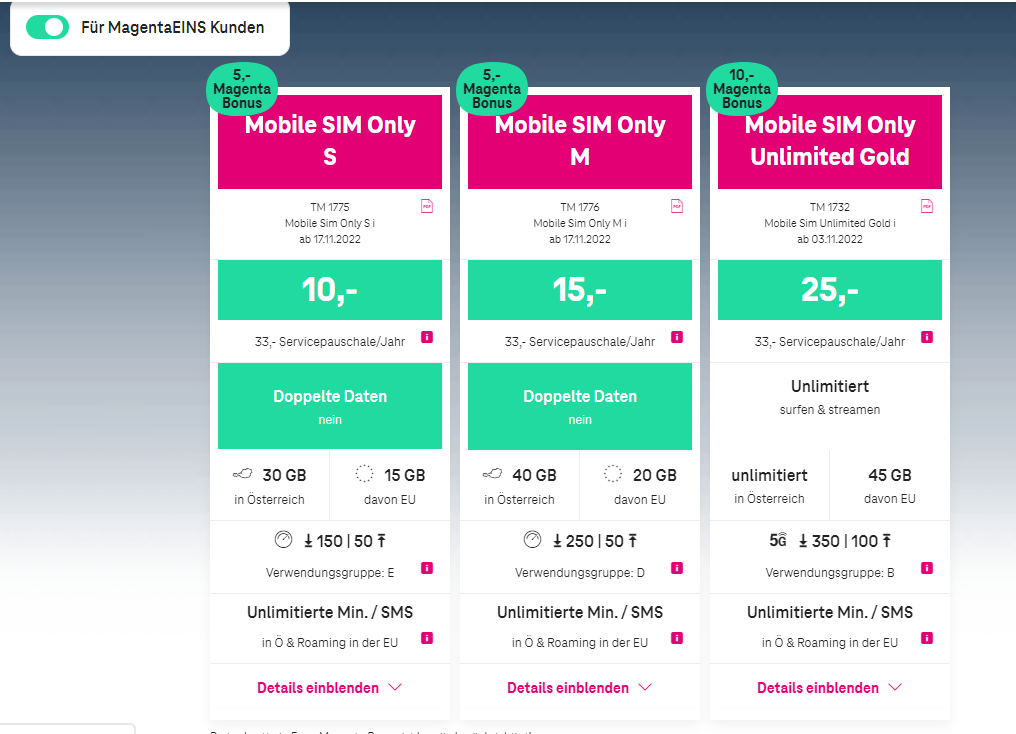 Für MagentaEINS Kunden
5,-
Magenta
Bonus
Mobile SIM Only
S
TM 1775
Mobile Sim Only S i
ab 17.11.2022
PDF
10,-
33,- Servicepauschale/Jahr
i
Doppelte Daten
nein
30 GB
in Österreich
15 GB
davon EU
150 | 50
Verwendungsgruppe: E
i
Unlimitierte Min. / SMS
in Ö & Roaming in der EU
i
Details einblenden
5,-
Magenta
Bonus
Mobile SIM Only
M
TM 1776
Mobile Sim Only M i
ab 17.11.2022
PDF
15,-
33,- Servicepauschale/Jahr
i
Doppelte Daten
nein
40 GB
in Österreich
20 GB
davon EU
250 | 50
Verwendungsgruppe: D
i
Unlimitierte Min. / SMS
in Ö & Roaming in der EU
i
Details einblenden
10,-
Magenta
Bonus
Mobile SIM Only
Unlimited Gold
TM 1732
Mobile Sim Unlimited Gold i
ab 03.11.2022
PDF
25,-
33,- Servicepauschale/Jahr
i
Unlimitiert
surfen & streamen
unlimitiert
in Österreich
45 GB
davon EU
5G 350 | 100
Verwendungsgruppe: B
i
Unlimitierte Min. / SMS
in Ö & Roaming in der EU
i
Details einblenden